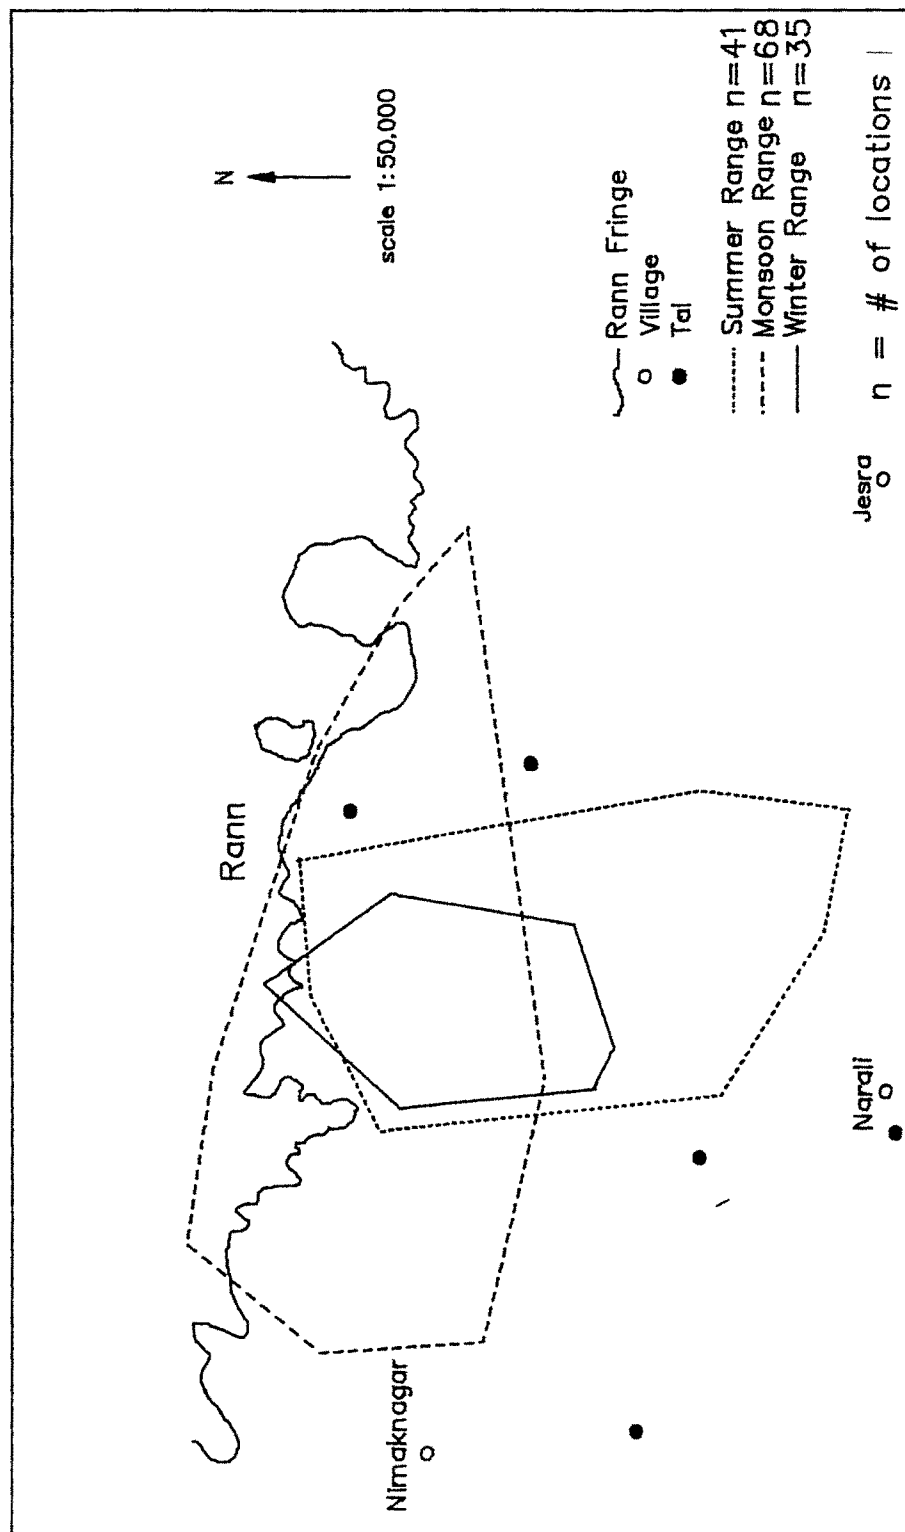 N
scale 1:50,000
Rann
Rann Fringe
Village
Tal
Summer Range n=41
Monsoon Range n=68
Winter Range n=35
n = # of locations
Jesra
Narali
Nimaknagar